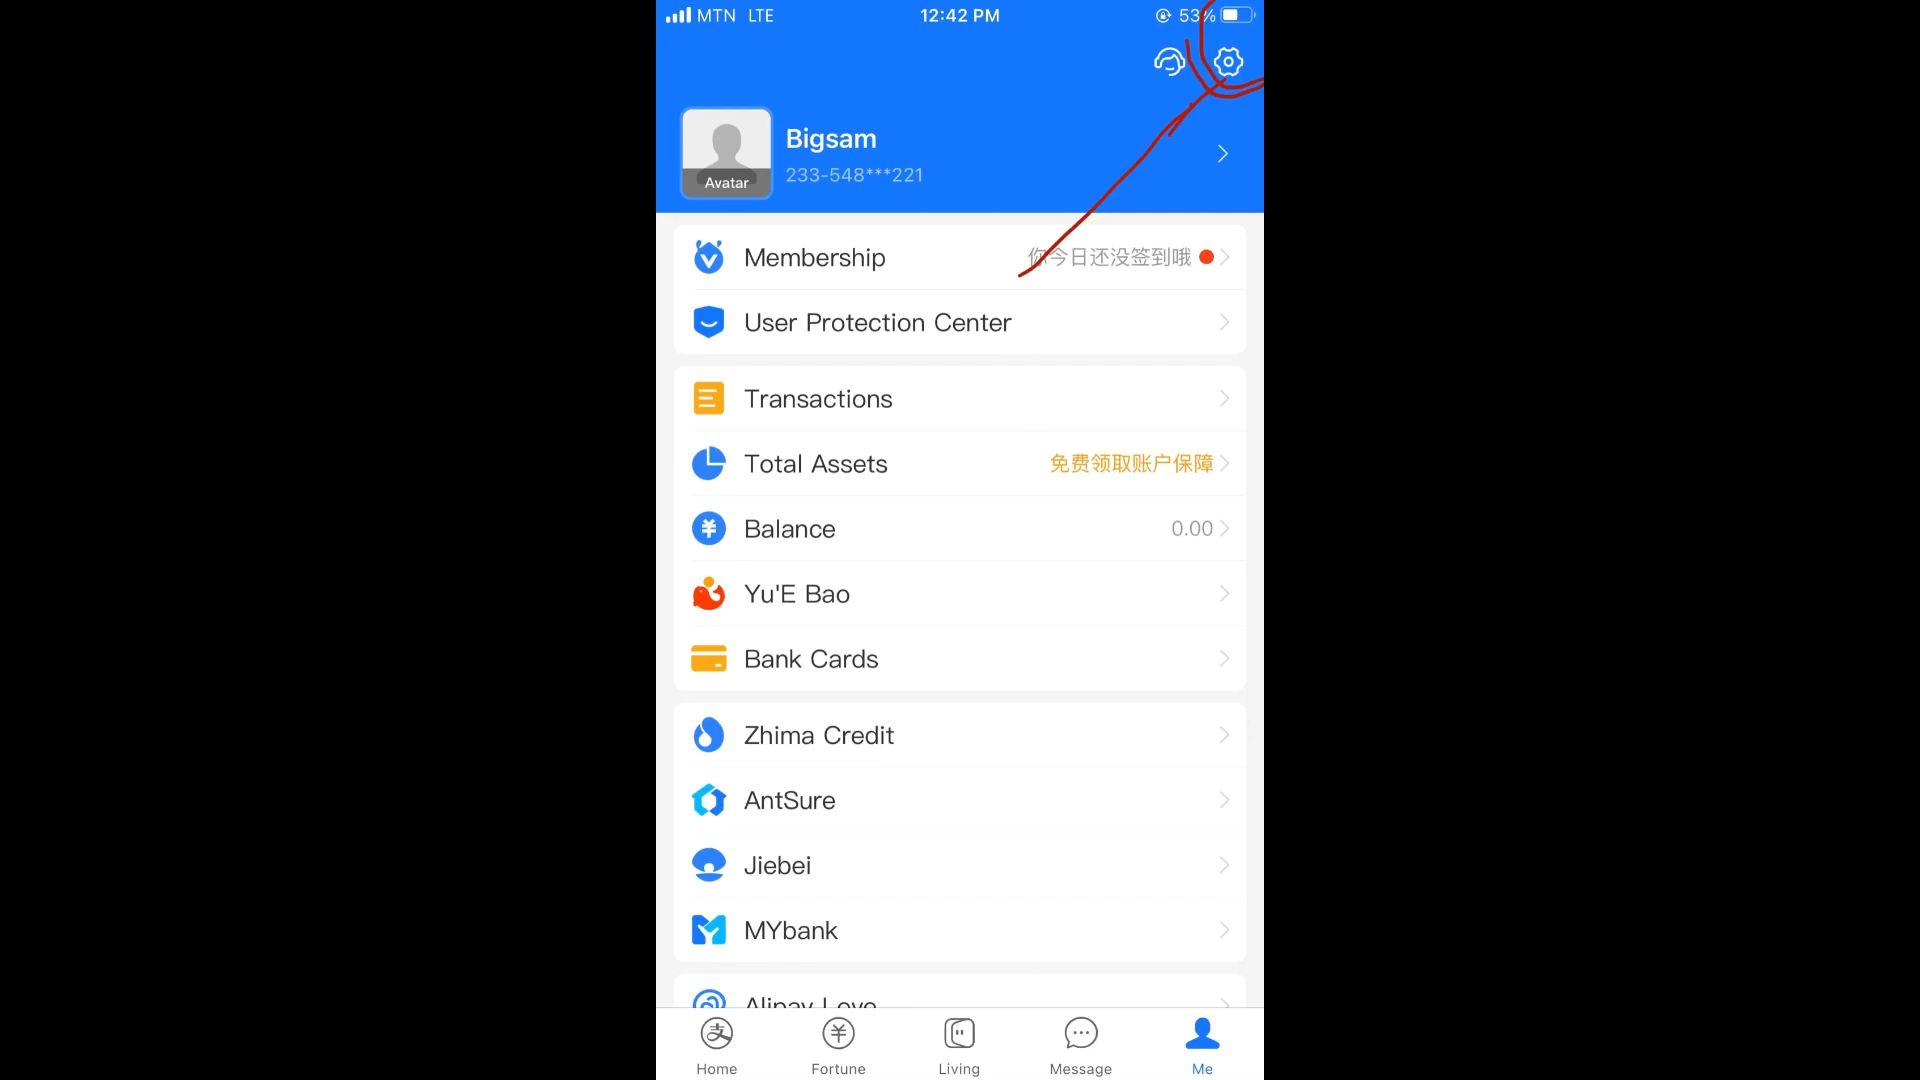 MTN LTE 12:42 PM 53%
Bigsam
Avatar
233-548***221
Membership 你今日还没签到哦
User Protection Center
Transactions
Total Assets 免费领取账户保障
Balance 0.00
Yu'E Bao
Bank Cards
Zhima Credit
AntSure
Jiebei
MYbank
Alipay Love
Home Fortune Living Message Me